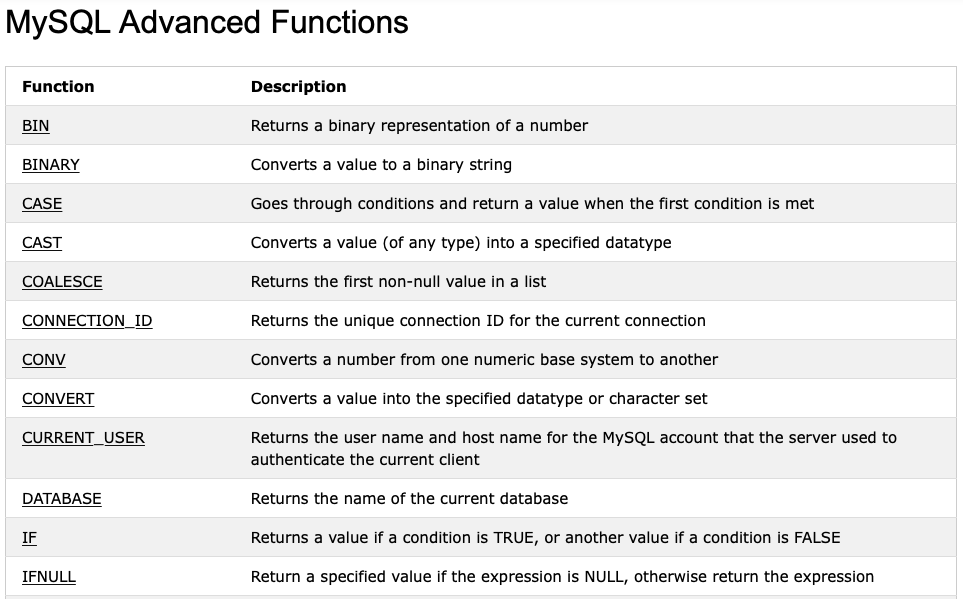 MySQL Advanced Functions
Function Description
BIN Returns a binary representation of a number
BINARY Converts a value to a binary string
CASE Goes through conditions and return a value when the first condition is met
CAST Converts a value (of any type) into a specified datatype
COALESCE Returns the first non-null value in a list
CONNECTION_ID Returns the unique connection ID for the current connection
CONV Converts a number from one numeric base system to another
CONVERT Converts a value into the specified datatype or character set
CURRENT_USER Returns the user name and host name for the MySQL account that the server used to
authenticate the current client
DATABASE Returns the name of the current database
IF Returns a value if a condition is TRUE, or another value if a condition is FALSE
IFNULL Return a specified value if the expression is NULL, otherwise return the expression